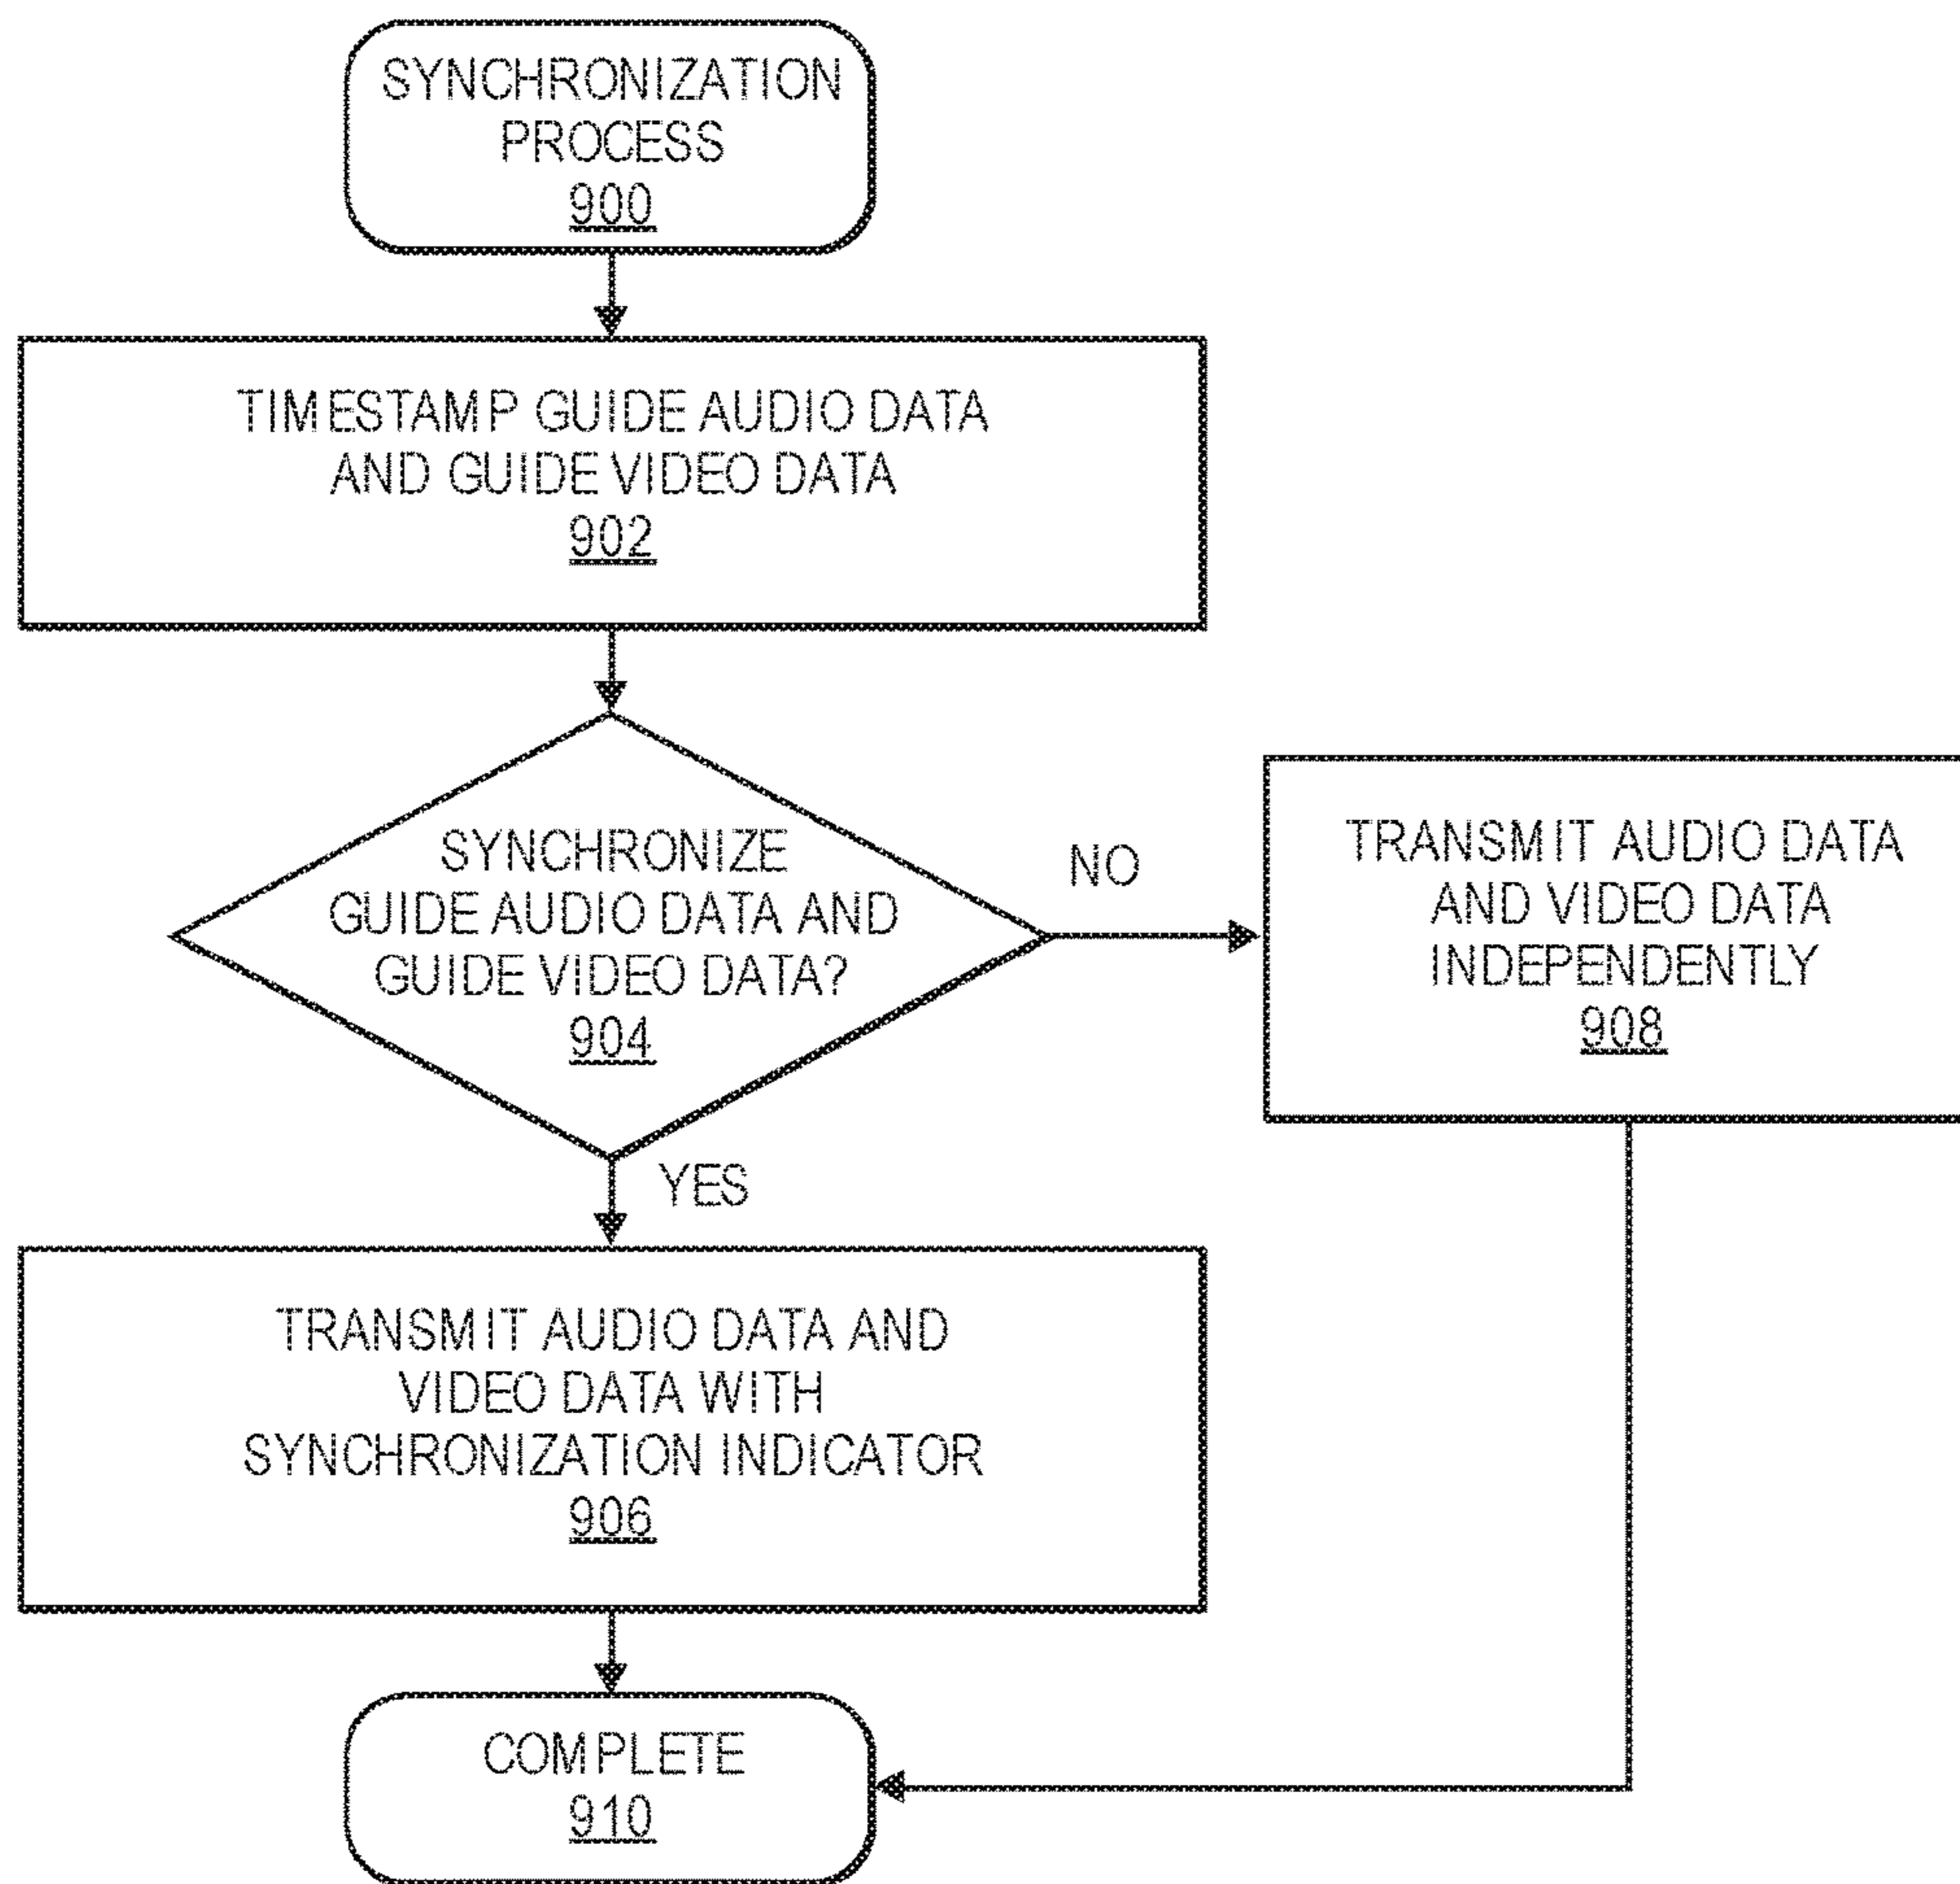 SYNCHRONIZATION
PROCESS
900
TIMESTAMP GUIDE AUDIO DATA
AND GUIDE VIDEO DATA
902
SYNCHRONIZE
GUIDE AUDIO DATA AND
GUIDE VIDEO DATA?
904
NO
TRANSMIT AUDIO DATA
AND VIDEO DATA
INDEPENDENTLY
908
YES
TRANSMIT AUDIO DATA AND
VIDEO DATA WITH
SYNCHRONIZATION INDICATOR
906
COMPLETE
910